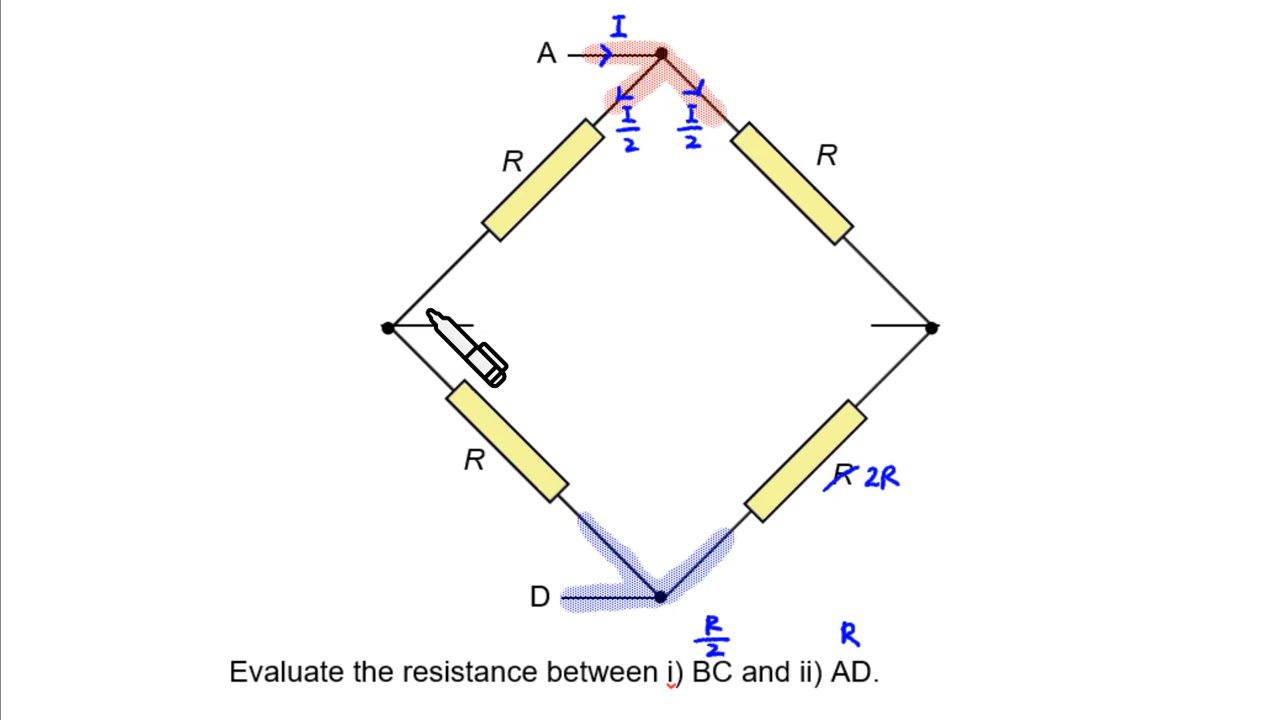 I
A
I/2 I/2
R R
R
R 2R
D
R/2 R
Evaluate the resistance between i) BC and ii) AD.